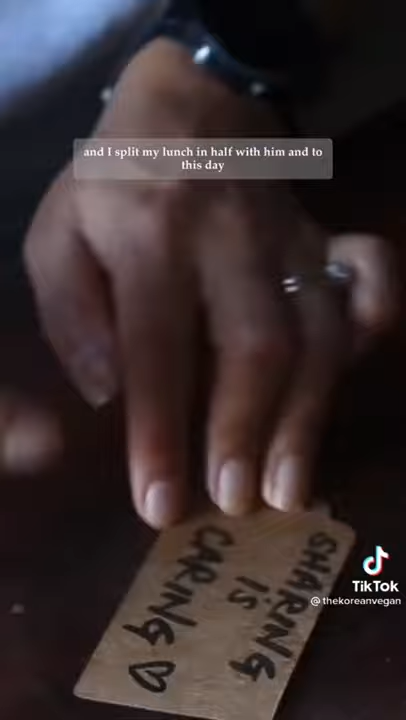 and I split my lunch in half with him and to
this day
SHARING
IS
CARING ♡
TikTok
@thekoreanvegan